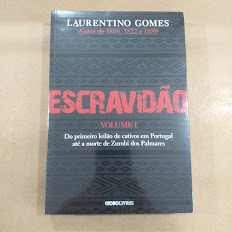 LAURENTINO GOMES
Autor de 1808, 1822 e 1889
ESCRAVIDÃO
VOLUME I
Do primeiro leilão de cativos em Portugal
até a morte de Zumbi dos Palmares
GLOBOLIVROS